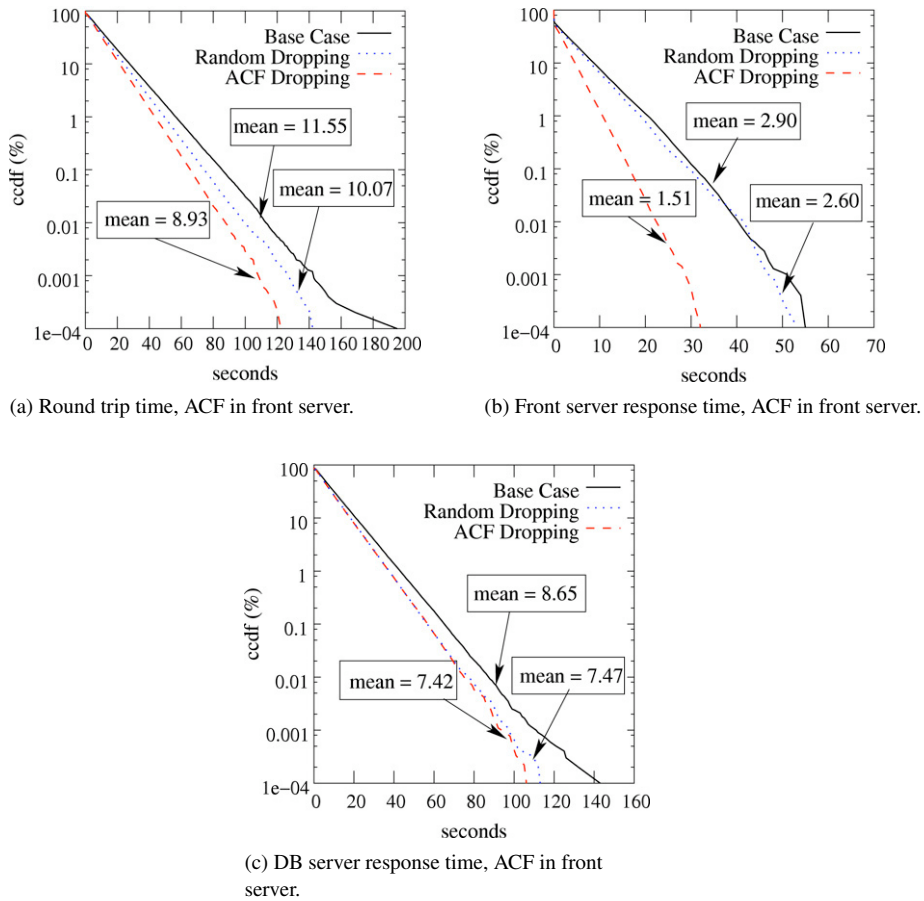 100
10
1
0.1
0.01
0.001
1e-04
ccdf (%)
Base Case
Random Dropping
ACF Dropping
mean = 11.55
mean = 10.07
mean = 8.93
0 20 40 60 80 100 120 140 160 180 200
seconds
(a) Round trip time, ACF in front server.
100
10
1
0.1
0.01
0.001
1e-04
ccdf (%)
Base Case
Random Dropping
ACF Dropping
mean = 2.90
mean = 1.51
mean = 2.60
0 10 20 30 40 50 60 70
seconds
(b) Front server response time, ACF in front server.
100
10
1
0.1
0.01
0.001
1e-04
ccdf (%)
Base Case
Random Dropping
ACF Dropping
mean = 8.65
mean = 7.42
mean = 7.47
0 20 40 60 80 100 120 140 160
seconds
(c) DB server response time, ACF in front
server.